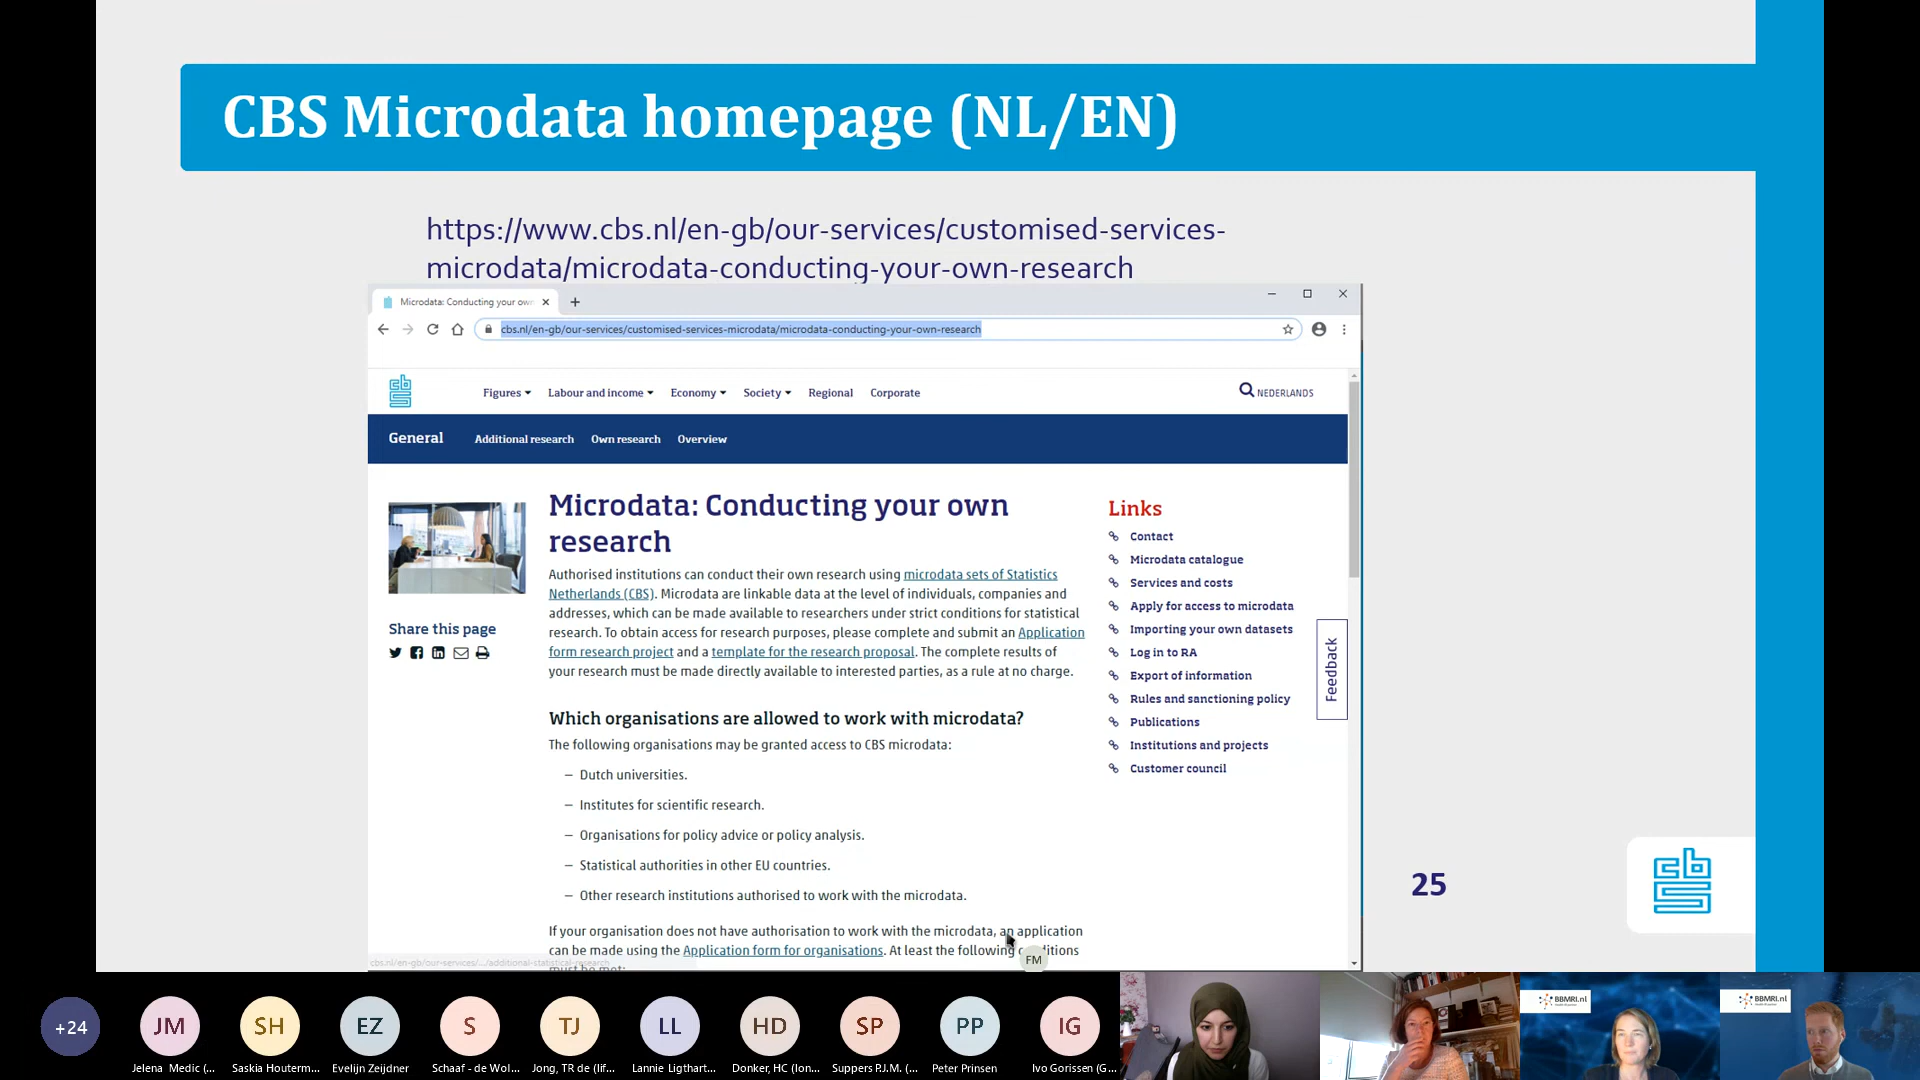 CBS Microdata homepage (NL/EN)
https://www.cbs.nl/en-gb/our-services/customised-services-
microdata/microdata-conducting-your-own-research
Microdata: Conducting your own
cbs.nl/en-gb/our-services/customised-services-microdata/microdata-conducting-your-own-research
Figures Labour and income Economy Society Regional Corporate
NEDERLANDS
General Additional research Own research Overview
Microdata: Conducting your own
research
Authorised institutions can conduct their own research using microdata sets of Statistics
Netherlands (CBS). Microdata are linkable data at the level of individuals, companies and
addresses, which can be made available to researchers under strict conditions for statistical
research. To obtain access for research purposes, please complete and submit an Application
form research project and a template for the research proposal. The complete results of
your research must be made directly available to interested parties, as a rule at no charge.
Share this page
Which organisations are allowed to work with microdata?
The following organisations may be granted access to CBS microdata:
– Dutch universities.
– Institutes for scientific research.
– Organisations for policy advice or policy analysis.
– Statistical authorities in other EU countries.
– Other research institutions authorised to work with the microdata.
If your organisation does not have authorisation to work with the microdata, an application
can be made using the Application form for organisations. At least the following conditions
must be met:
cbs.nl/en-gb/our-services/.../additional-statistical-research
Links
Contact
Microdata catalogue
Services and costs
Apply for access to microdata
Importing your own datasets
Log in to RA
Export of information
Rules and sanctioning policy
Publications
Institutions and projects
Customer council
Feedback
FM
25
cbs
+24
JM
Jelena Medic (...
SH
Saskia Houterm...
EZ
Evelijn Zeijdner
S
Schaaf - de Wol...
TJ
Jong, TR de (lif...
LL
Lannie Ligthart...
HD
Donker, HC (lon...
SP
Suppers P.J.M. (...
PP
Peter Prinsen
IG
Ivo Gorissen (G...
BBMRI.nl
BBMRI.nl